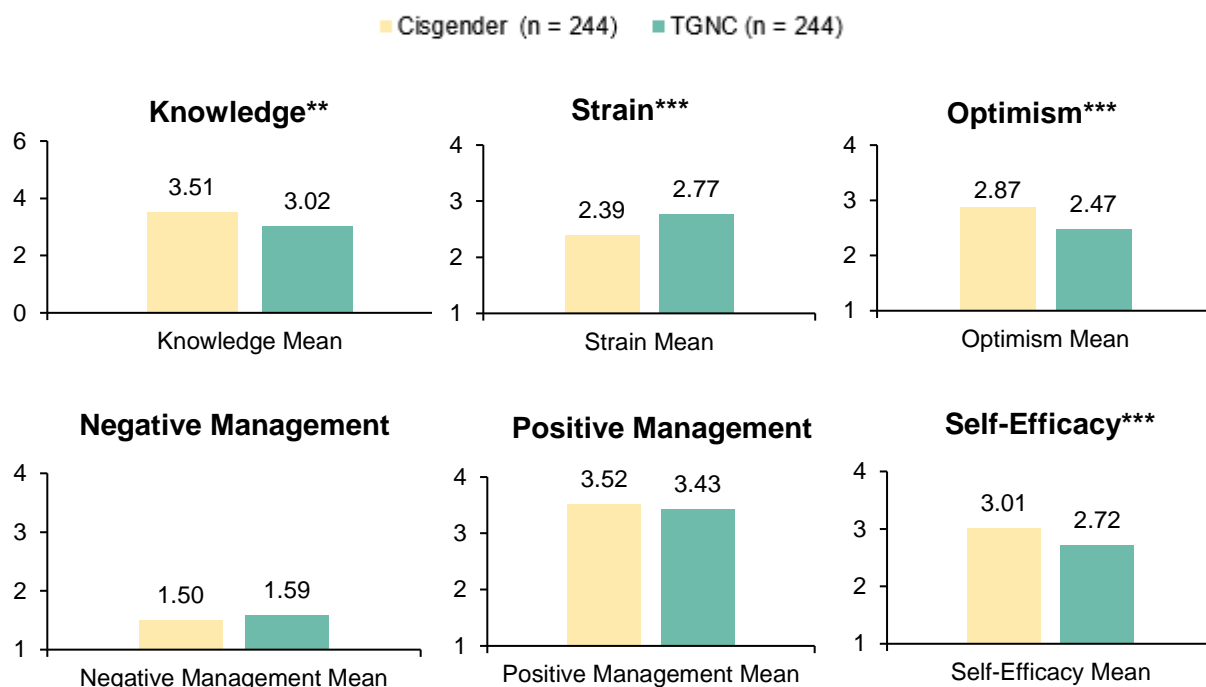 Cisgender (n = 244) TGNC (n = 244)
Knowledge**
6
4
2
0
3.51
3.02
Knowledge Mean
Strain***
4
3
2
1
2.39
2.77
Strain Mean
Optimism***
4
3
2
1
2.87
2.47
Optimism Mean
Negative Management
4
3
2
1
1.50
1.59
Negative Management Mean
Positive Management
4
3
2
1
3.52
3.43
Positive Management Mean
Self-Efficacy***
4
3
2
1
3.01
2.72
Self-Efficacy Mean